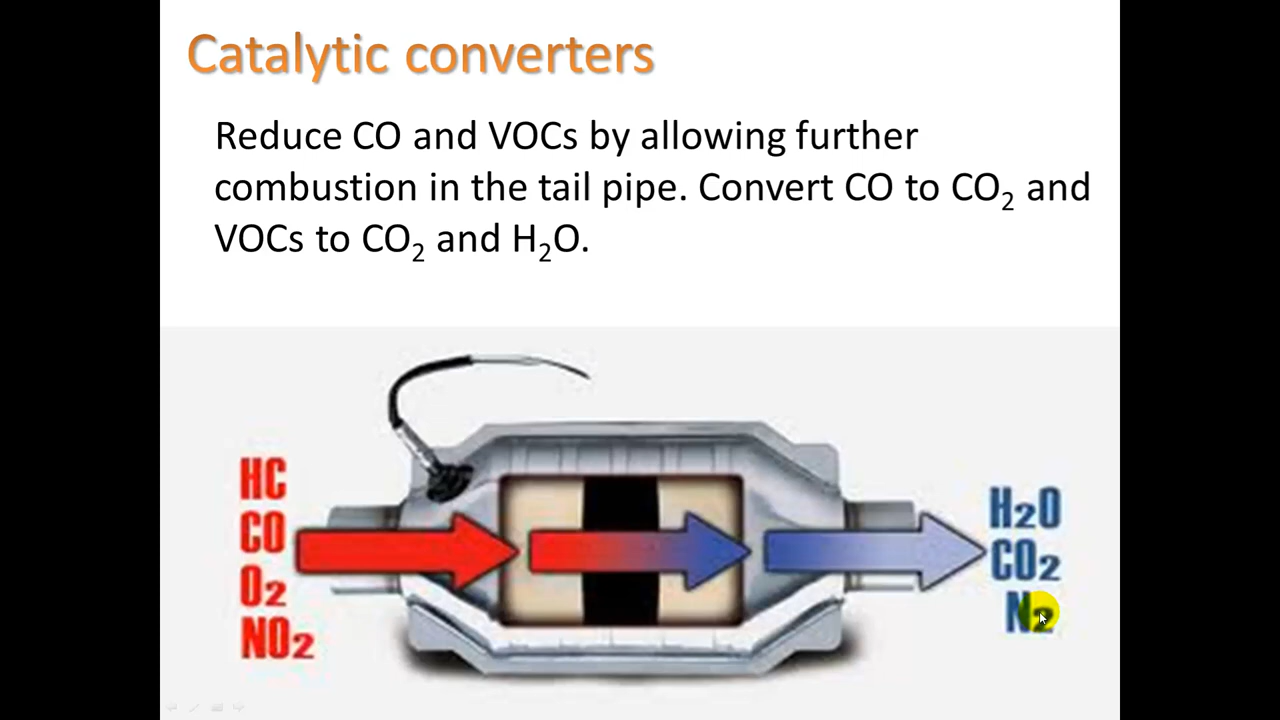 Catalytic converters
Reduce CO and VOCs by allowing further
combustion in the tail pipe. Convert CO to CO₂ and
VOCs to CO₂ and H₂O.
HC
CO
O₂
NO₂
H₂O
CO₂
N₂